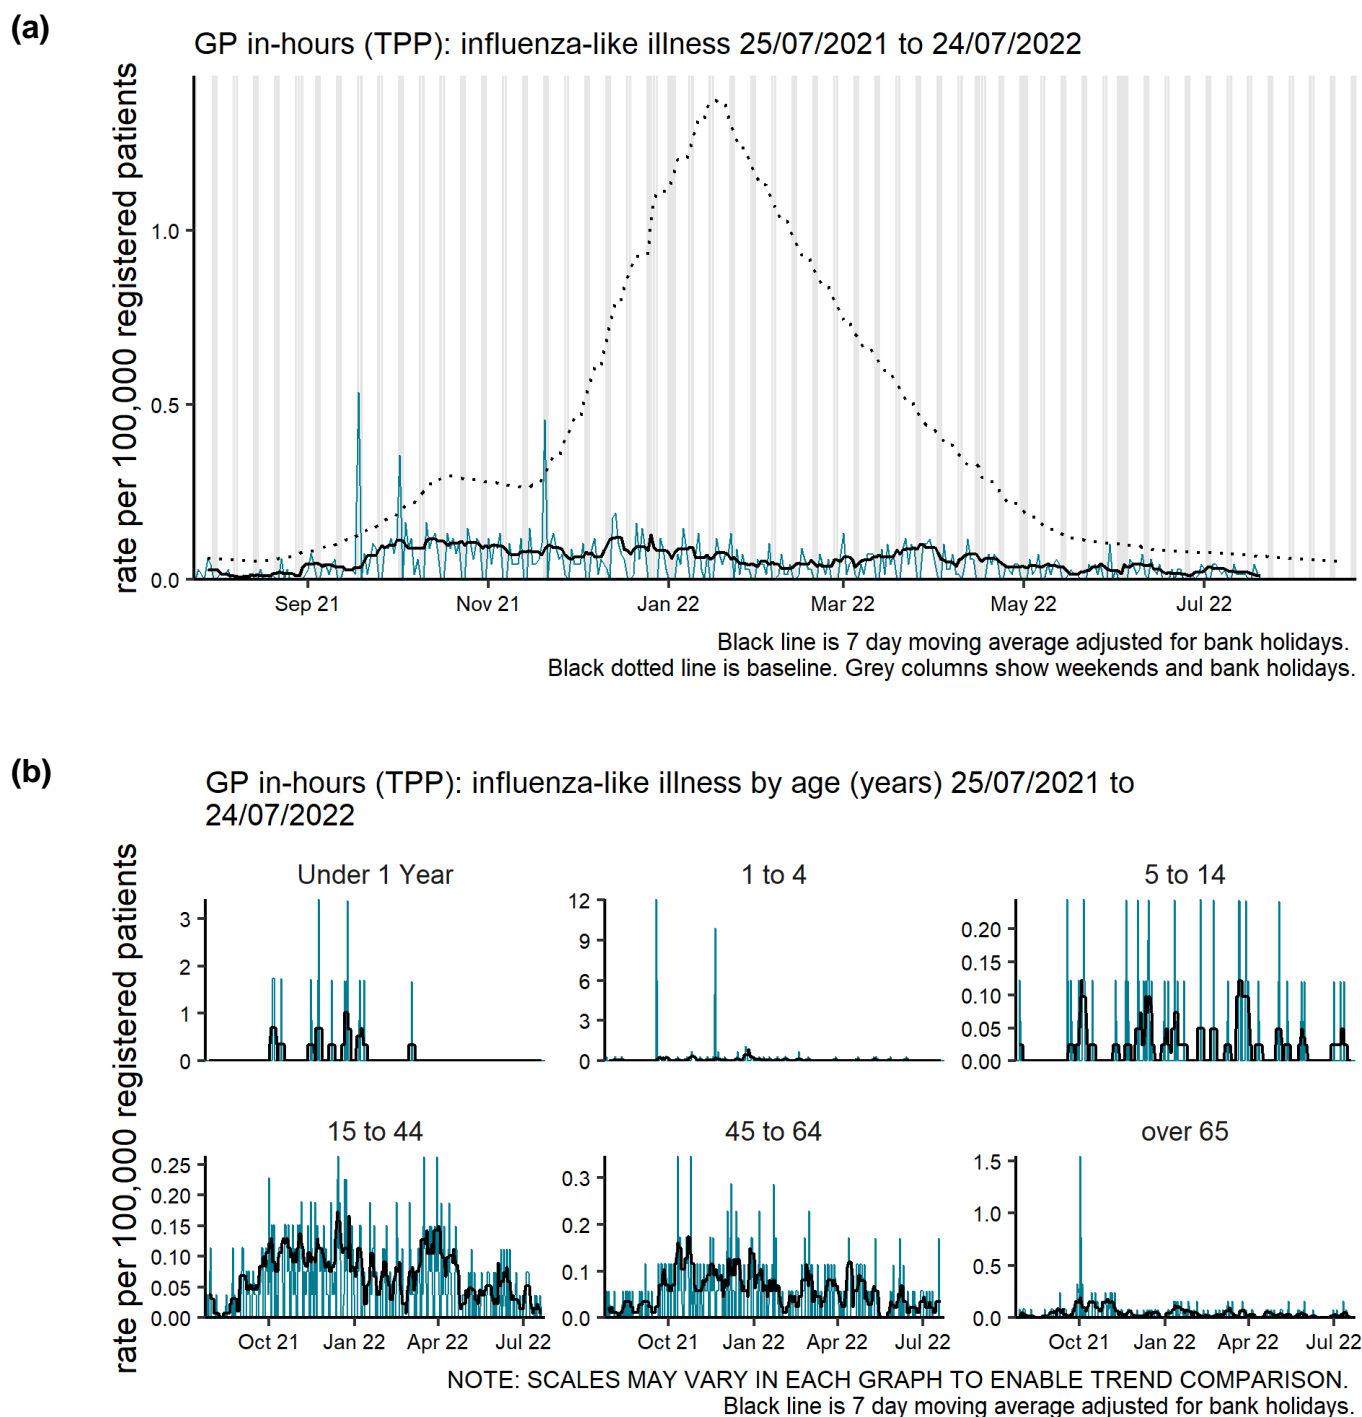 (a)
GP in-hours (TPP): influenza-like illness 25/07/2021 to 24/07/2022
rate per 100,000 registered patients
1.0
0.5
0.0
Sep 21 Nov 21 Jan 22 Mar 22 May 22 Jul 22
Black line is 7 day moving average adjusted for bank holidays.
Black dotted line is baseline. Grey columns show weekends and bank holidays.
(b)
GP in-hours (TPP): influenza-like illness by age (years) 25/07/2021 to
24/07/2022
rate per 100,000 registered patients
Under 1 Year
3
2
1
0
1 to 4
12
9
6
3
0
5 to 14
0.20
0.15
0.10
0.05
0.00
15 to 44
0.25
0.20
0.15
0.10
0.05
0.00
Oct 21 Jan 22 Apr 22 Jul 22
45 to 64
0.3
0.2
0.1
0.0
Oct 21 Jan 22 Apr 22 Jul 22
over 65
1.5
1.0
0.5
0.0
Oct 21 Jan 22 Apr 22 Jul 22
NOTE: SCALES MAY VARY IN EACH GRAPH TO ENABLE TREND COMPARISON.
Black line is 7 day moving average adjusted for bank holidays.